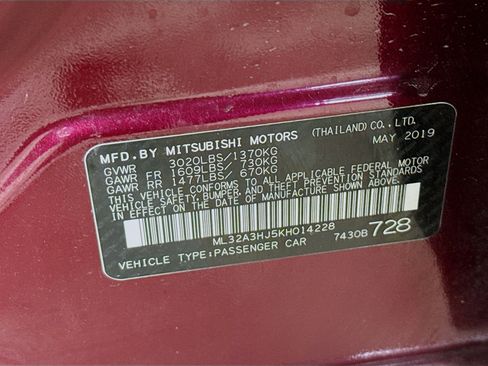 MFD.BY MITSUBISHI MOTORS (THAILAND) CO., LTD.
GVWR 3020LBS/1370KG MAY 2019
GAWR FR 1609LBS/ 730KG
GAWR RR 1477LBS/ 670KG
THIS VEHICLE CONFORMS TO ALL APPLICABLE FEDERAL MOTOR
VEHICLE SAFETY, BUMPER AND THEFT PREVENTION STANDARDS
IN EFFECT ON THE DATE OF MANUFACTURE SHOWN ABOVE.
ML32A3HJ5KH014228
VEHICLE TYPE:PASSENGER CAR 7430B 728